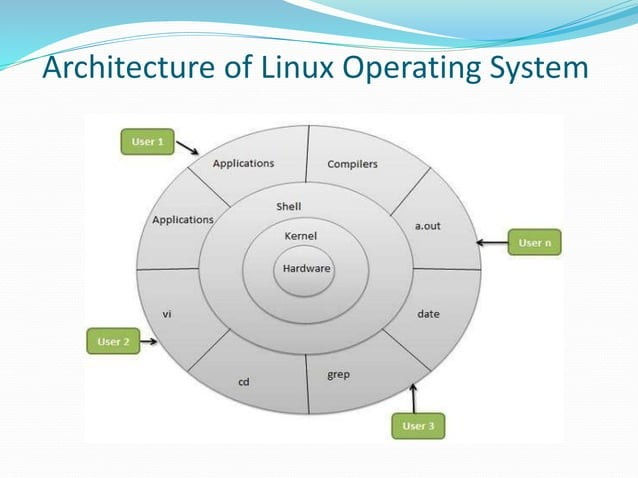 Architecture of Linux Operating System
User 1
Applications
Compilers
Applications
Shell
a.out
Kernel
User n
Hardware
vi
date
User 2
cd
grep
User 3